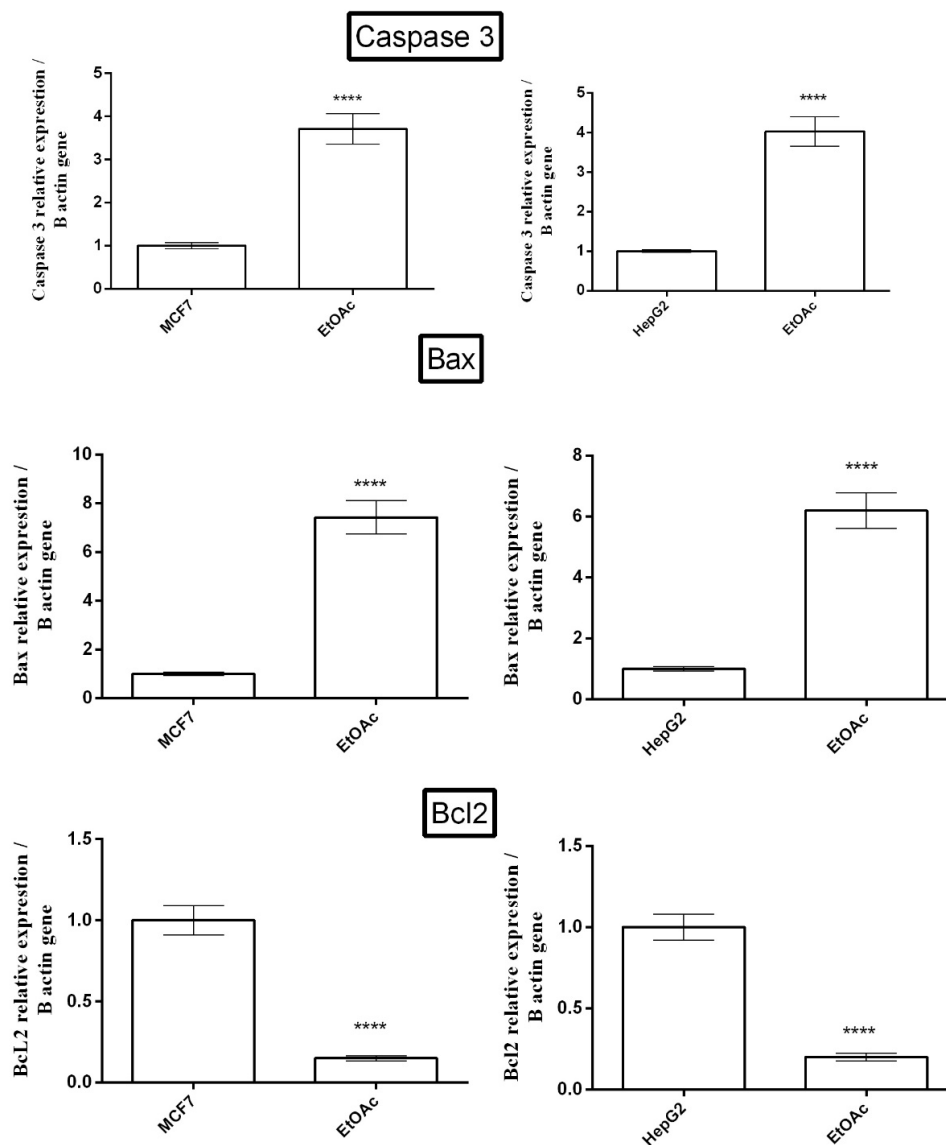 Caspase 3
Caspase 3 relative exprestion /
B actin gene
5
4
3
2
1
0
****
MCF7
EtOAc
Caspase 3 relative exprestion /
B actin gene
5
4
3
2
1
0
****
HepG2
EtOAc
Bax
Bax relative exprestion /
B actin gene
10
8
6
4
2
0
****
MCF7
EtOAc
Bax relative exprestion /
B actin gene
8
6
4
2
0
****
HepG2
EtOAc
Bcl2
BcL2 relative exprestion /
B actin gene
1.5
1.0
0.5
0.0
****
MCF7
EtOAc
Bcl2 relative exprestion /
B actin gene
1.5
1.0
0.5
0.0
****
HepG2
EtOAc